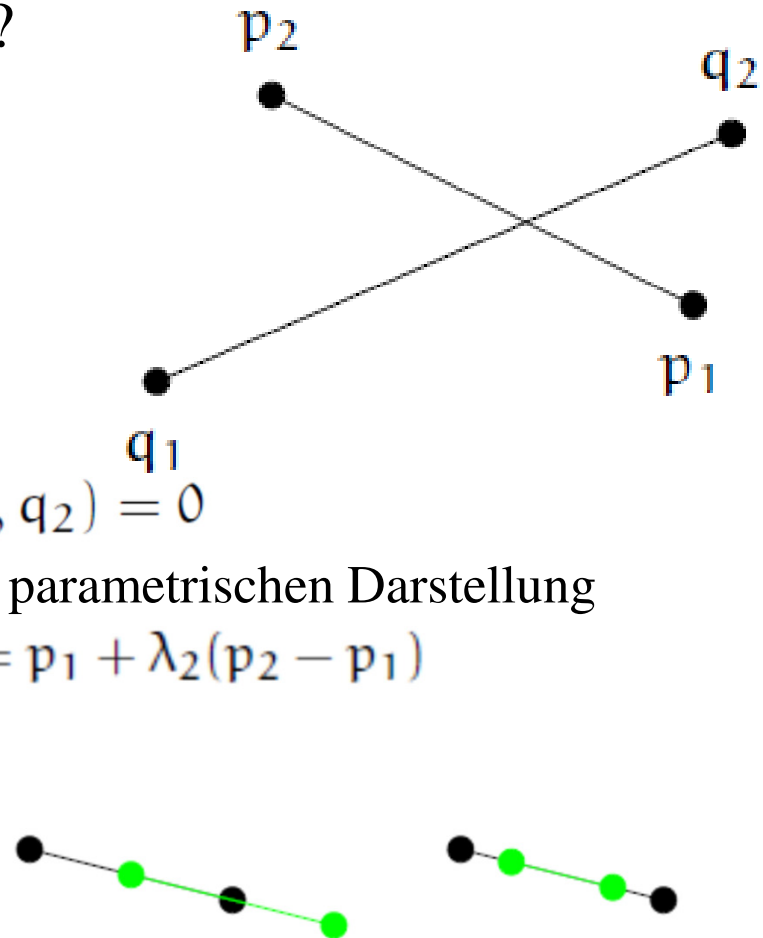 ?
p₂
q₂
p₁
q₁
, q₂) = 0
parametrischen Darstellung
= p₁ + λ₂(p₂ − p₁)